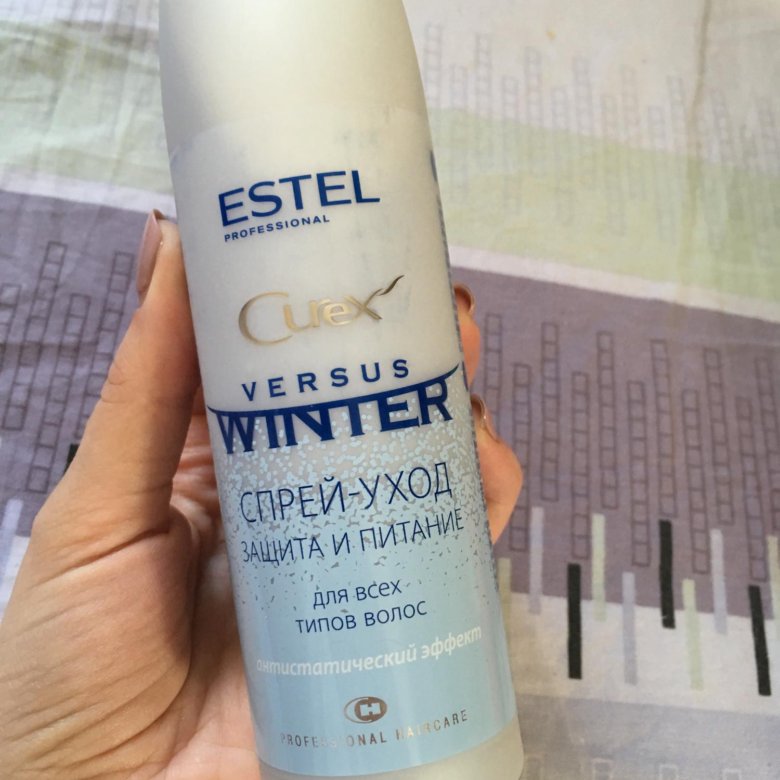 ESTEL
PROFESSIONAL
Curex
VERSUS
WINTER
СПРЕЙ-УХОД
ЗАЩИТА И ПИТАНИЕ
ДЛЯ ВСЕХ
ТИПОВ ВОЛОС
антистатический эффект
PROFESSIONAL HAIRCARE